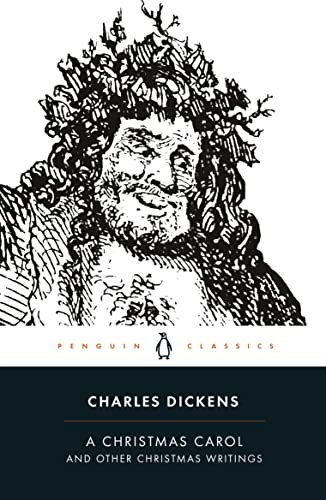 PENGUIN CLASSICS
CHARLES DICKENS
A CHRISTMAS CAROL
AND OTHER CHRISTMAS WRITINGS